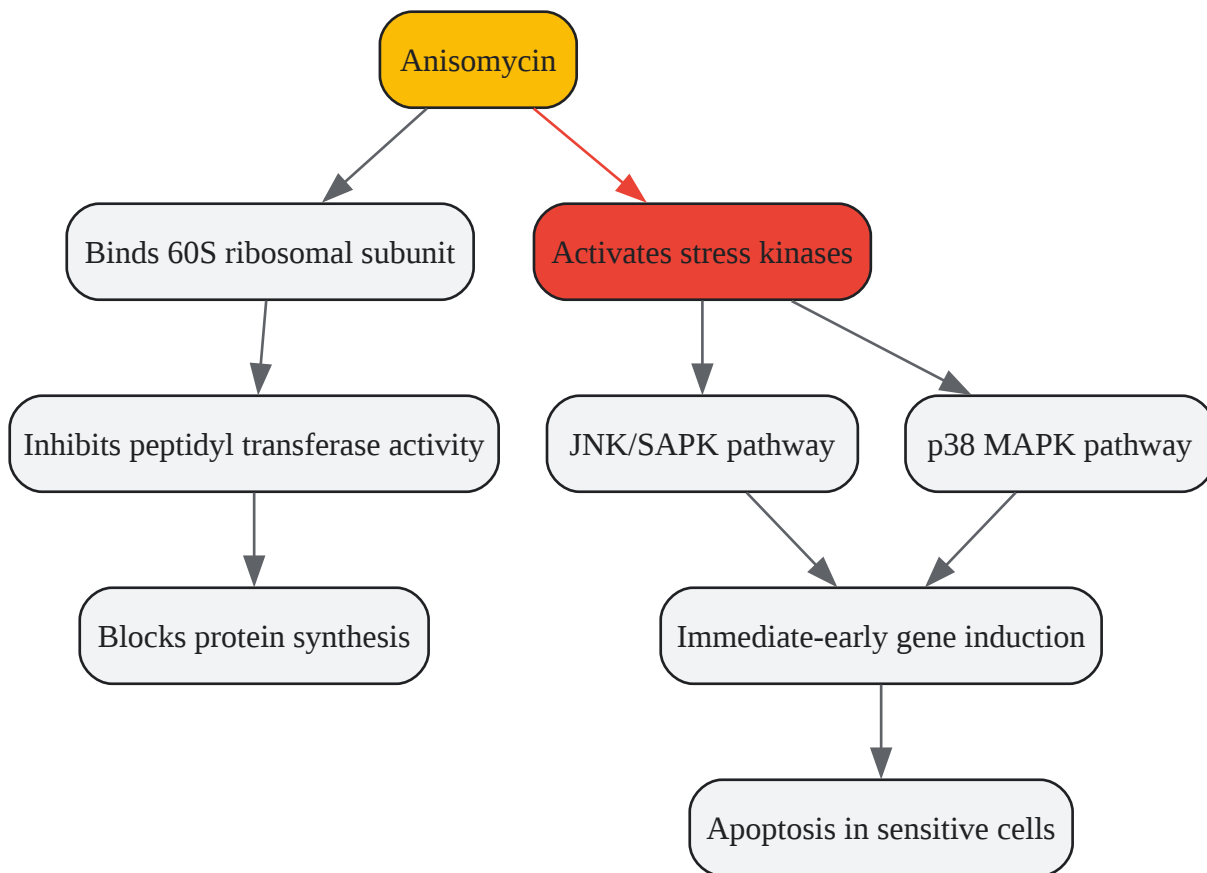 Anisomycin
Binds 60S ribosomal subunit
Activates stress kinases
Inhibits peptidyl transferase activity
JNK/SAPK pathway
p38 MAPK pathway
Blocks protein synthesis
Immediate-early gene induction
Apoptosis in sensitive cells